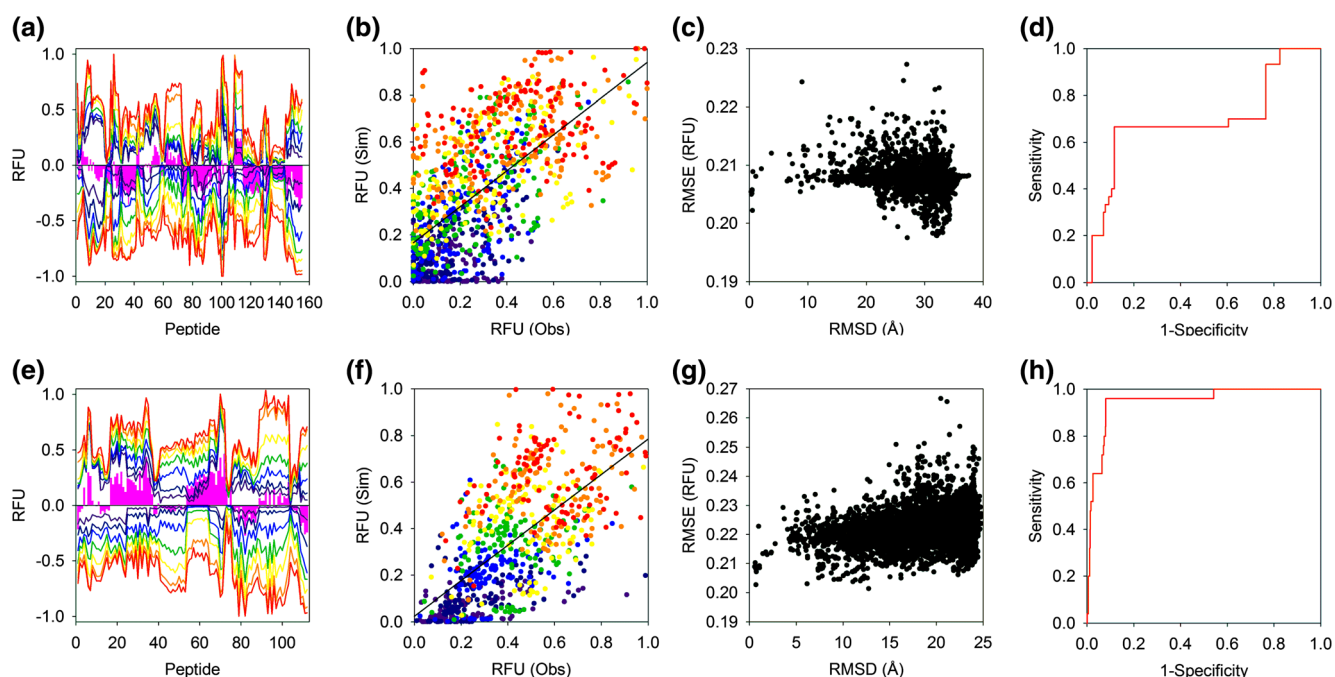 (a)
RFU
1.0
0.5
0.0
-0.5
-1.0
0 20 40 60 80 100 120 140 160
Peptide
(b)
RFU (Sim)
1.0
0.8
0.6
0.4
0.2
0.0
0.0 0.2 0.4 0.6 0.8 1.0
RFU (Obs)
(c)
RMSE (RFU)
0.23
0.22
0.21
0.20
0.19
0 10 20 30 40
RMSD (Å)
(d)
Sensitivity
1.0
0.8
0.6
0.4
0.2
0.0
0.2 0.4 0.6 0.8 1.0
1-Specificity
(e)
RFU
1.0
0.5
0.0
-0.5
-1.0
0 20 40 60 80 100
Peptide
(f)
RFU (Sim)
1.0
0.8
0.6
0.4
0.2
0.0
0.0 0.2 0.4 0.6 0.8 1.0
RFU (Obs)
(g)
RMSE (RFU)
0.27
0.26
0.25
0.24
0.23
0.22
0.21
0.20
0.19
0 5 10 15 20 25
RMSD (Å)
(h)
Sensitivity
1.0
0.8
0.6
0.4
0.2
0.0
0.2 0.4 0.6 0.8 1.0
1-Specificity